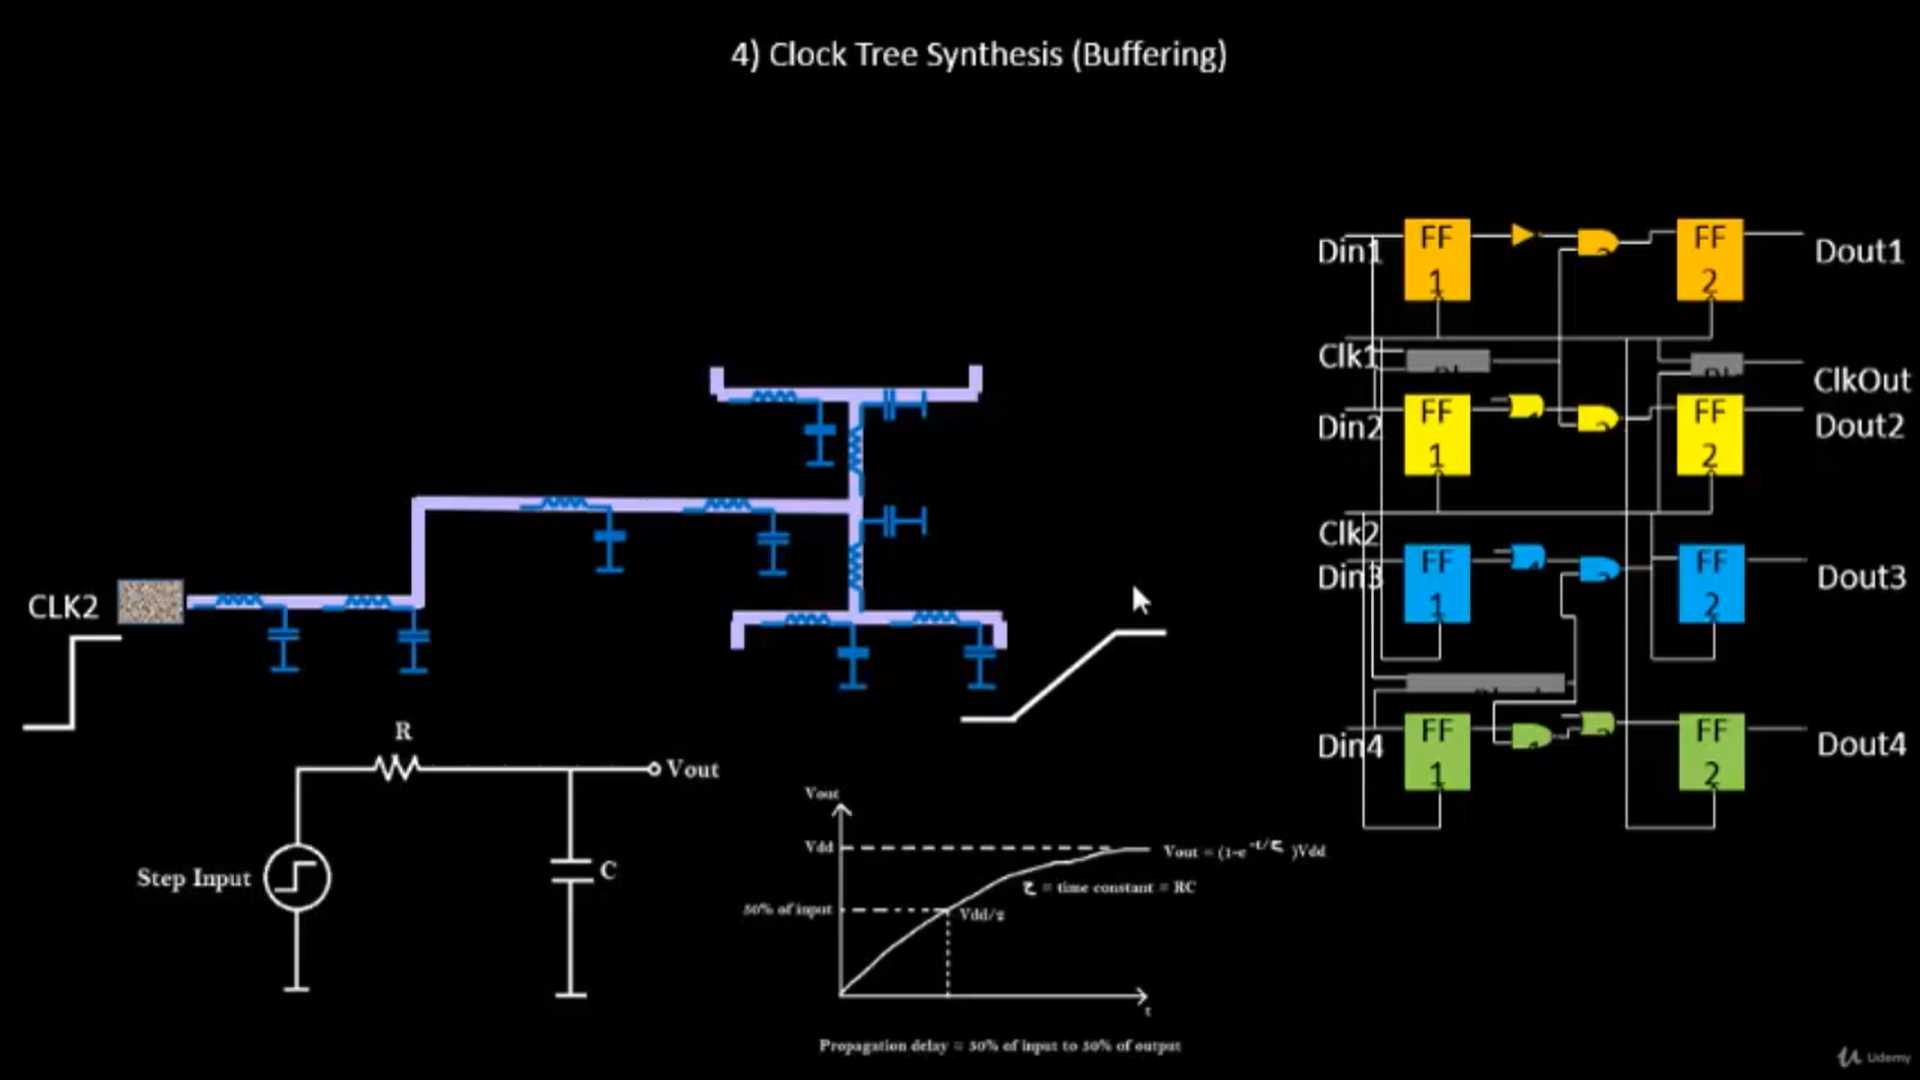 4) Clock Tree Synthesis (Buffering)
Din1
FF
1
FF
2
Dout1
Clk1
ClkOut
Din2
FF
1
FF
2
Dout2
Clk2
Din3
FF
1
FF
2
Dout3
Din4
FF
1
FF
2
Dout4
CLK2
R
Vout
Step Input
C
Vout
Vdd
Vout = (1-e^-t/τ )Vdd
τ = time constant = RC
50% of input
Vdd/2
t
Propagation delay = 50% of input to 50% of output
Udemy